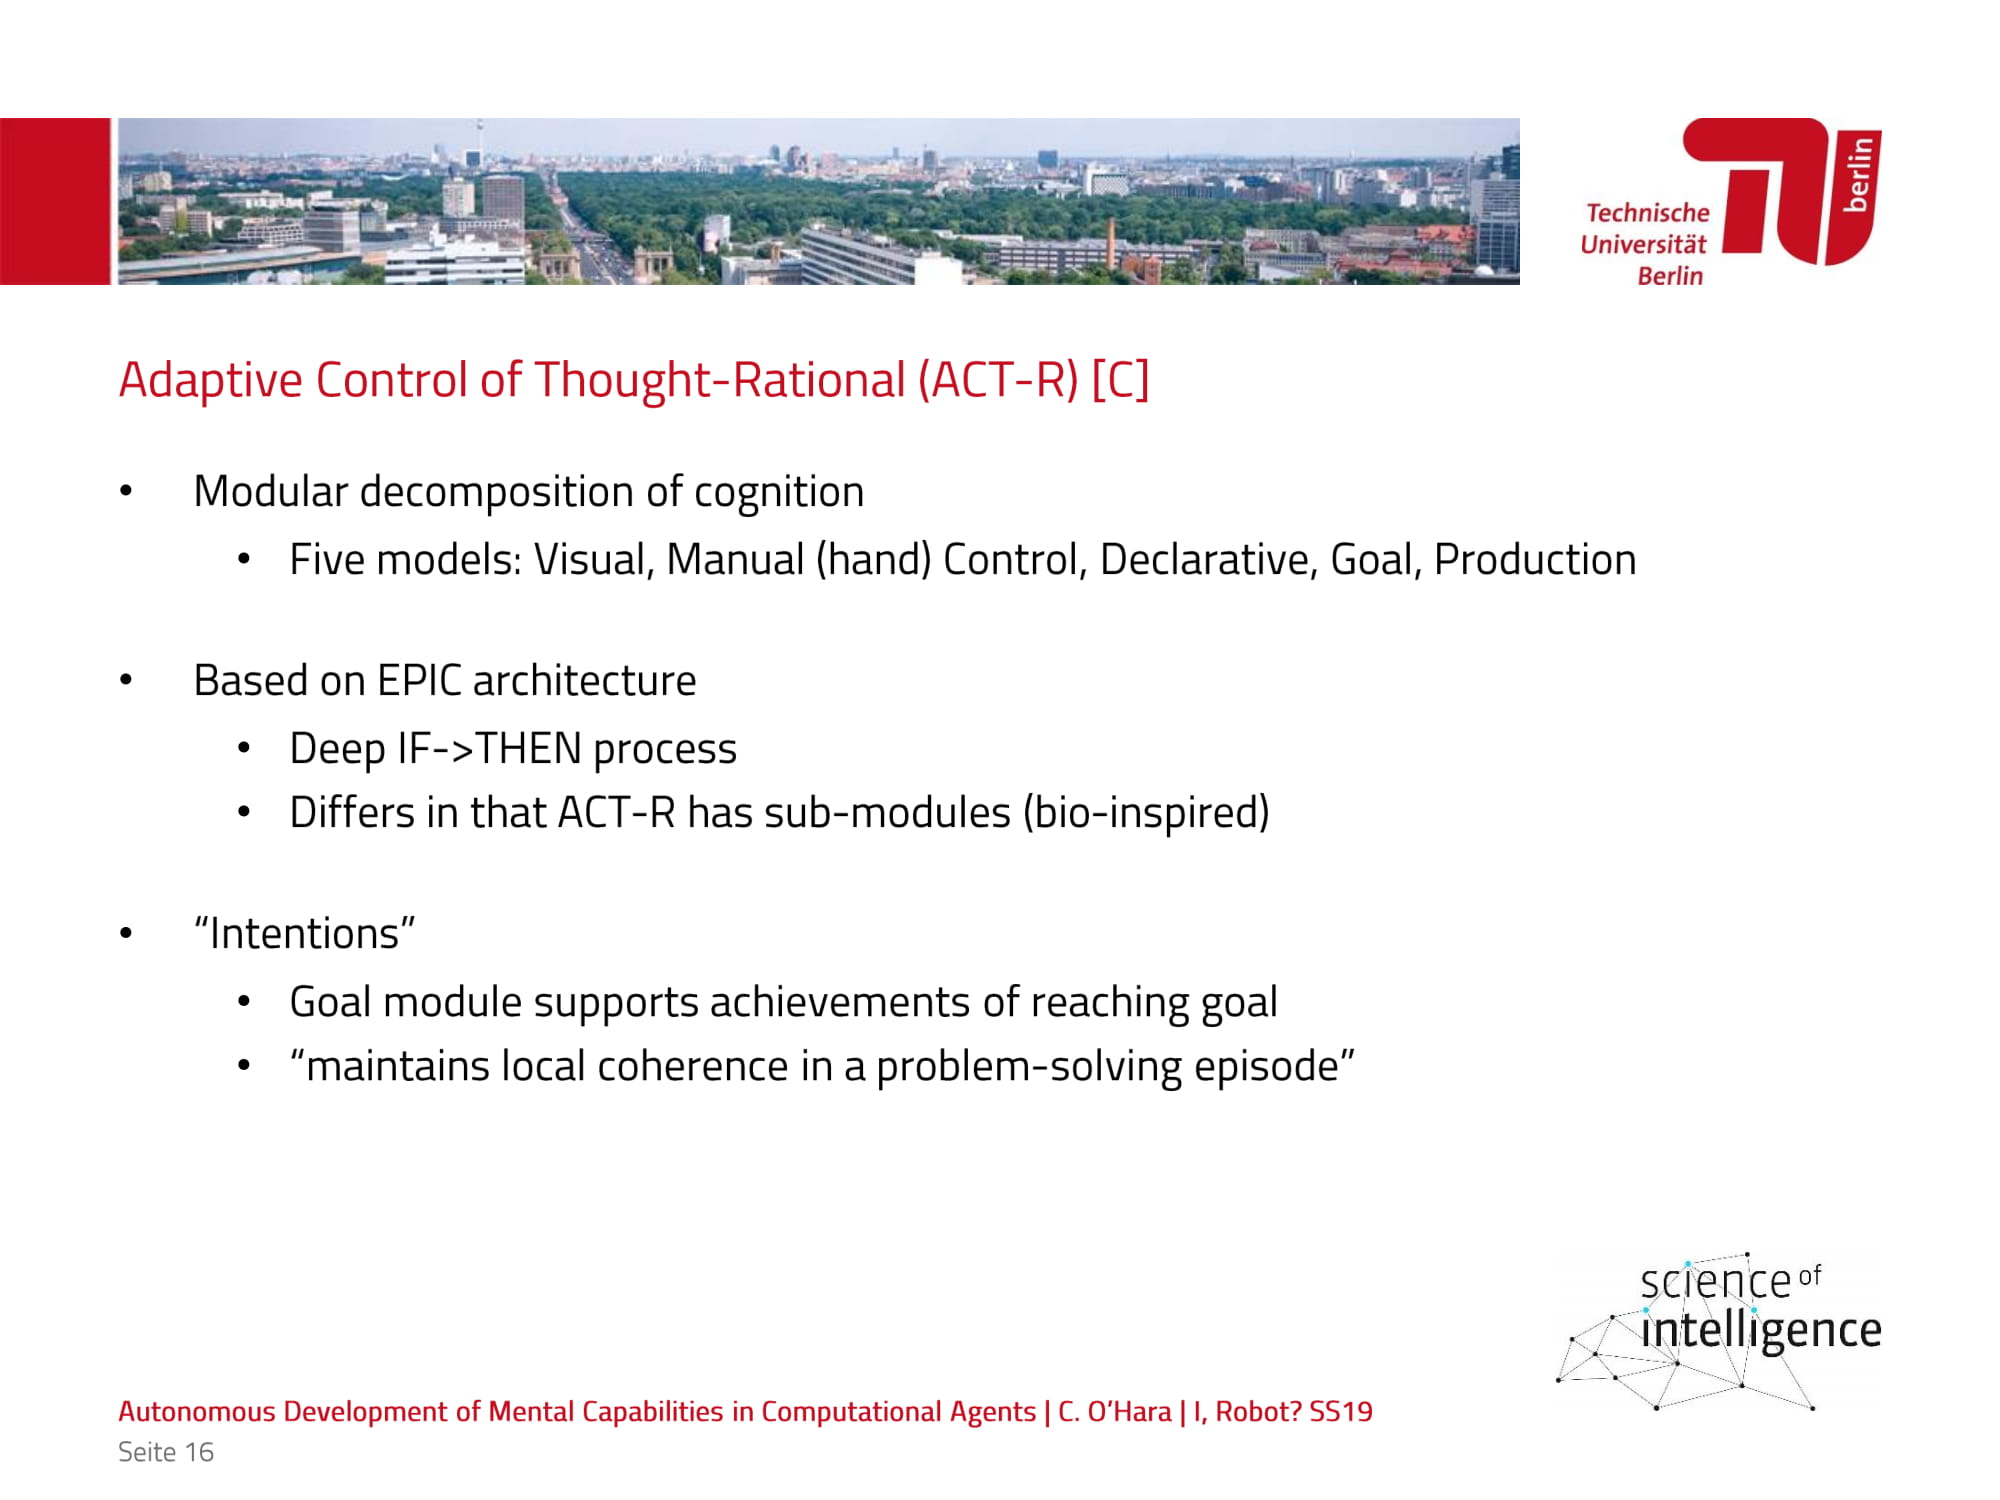 berlin
Technische
Universität
Berlin
Adaptive Control of Thought-Rational (ACT-R) [C]
• Modular decomposition of cognition
• Five models: Visual, Manual (hand) Control, Declarative, Goal, Production
• Based on EPIC architecture
• Deep IF->THEN process
• Differs in that ACT-R has sub-modules (bio-inspired)
• “Intentions”
• Goal module supports achievements of reaching goal
• “maintains local coherence in a problem-solving episode”
science of
intelligence
Autonomous Development of Mental Capabilities in Computational Agents | C. O’Hara | I, Robot? SS19
Seite 16